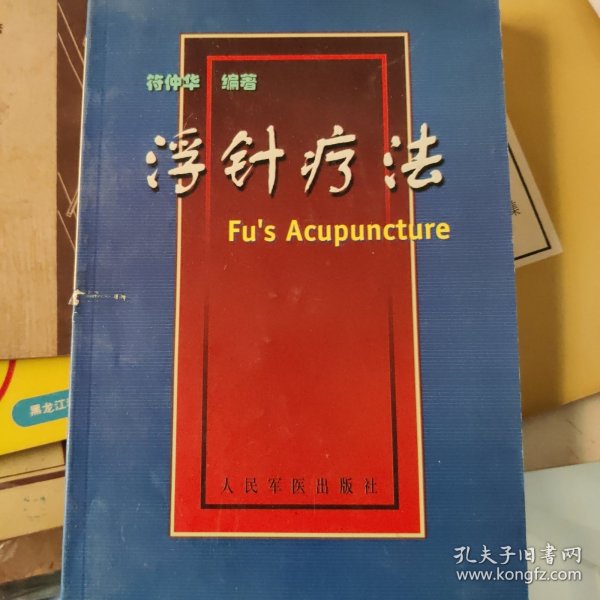 符仲华 编著
浮针疗法
Fu's Acupuncture
人民军医出版社
黑龙江
孔夫子旧书网
www.kongfz.com